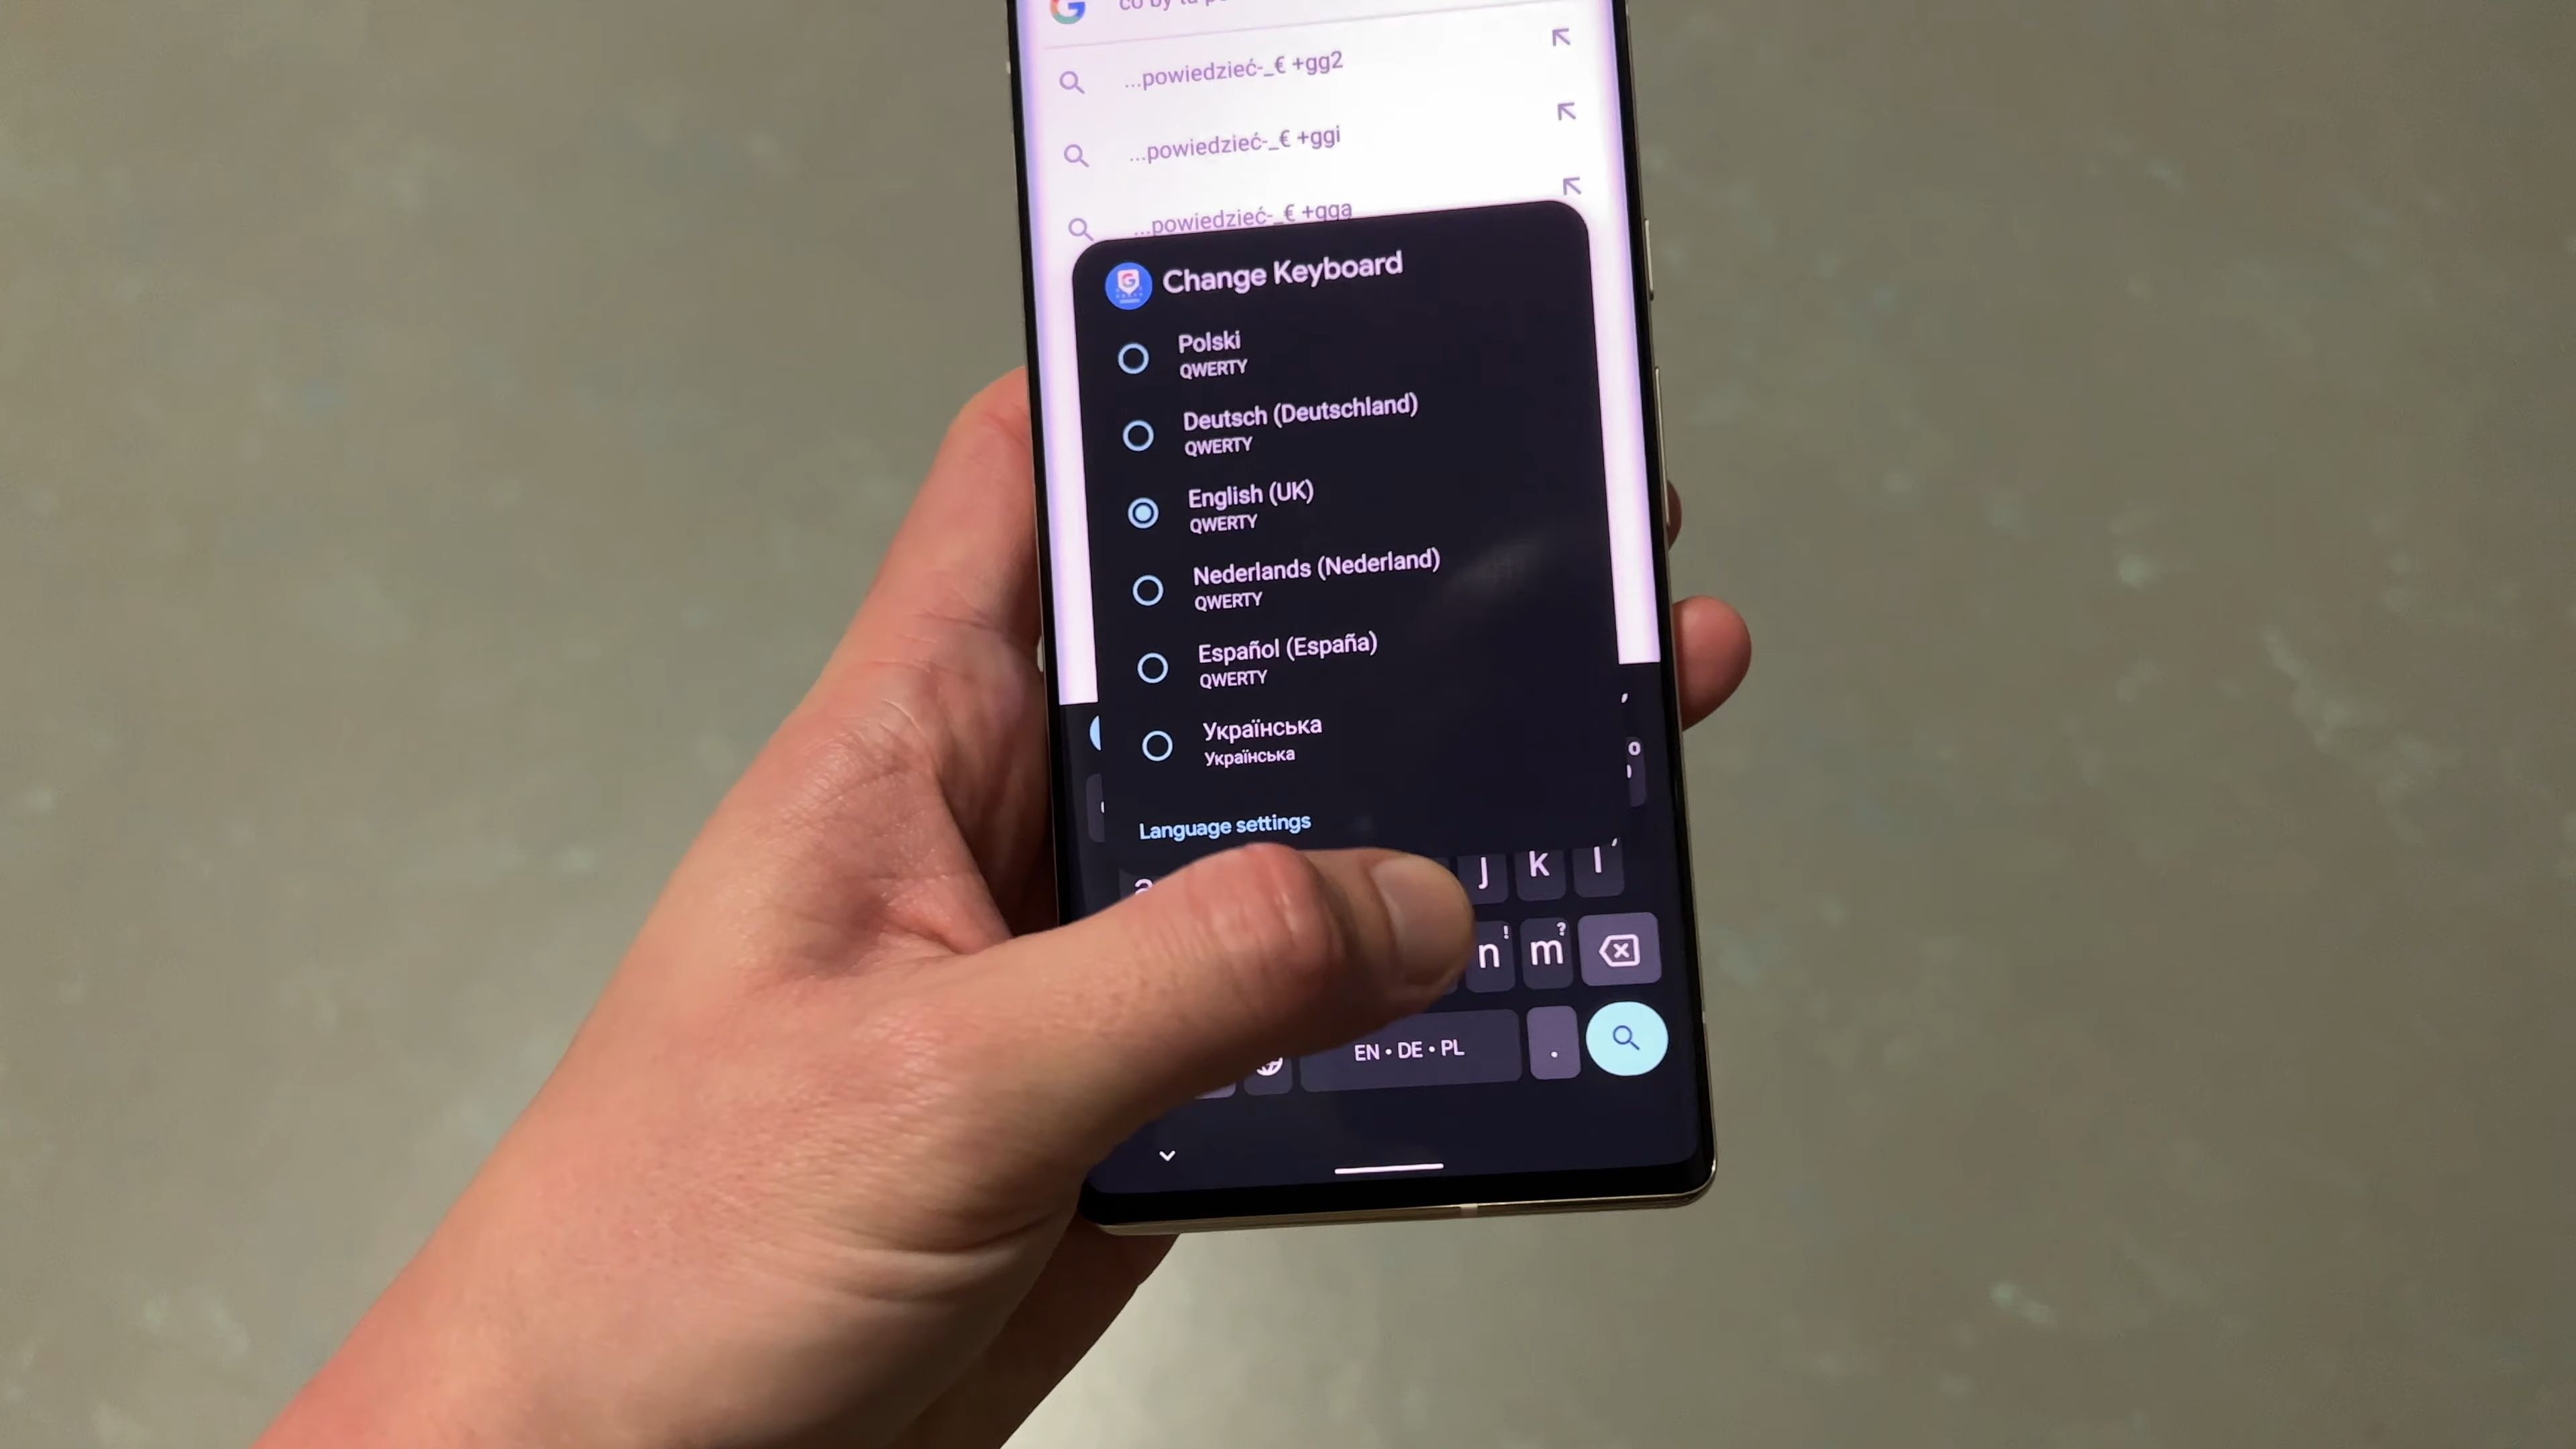 ...powiedzieć-_€ +gg2
...powiedzieć-_€ +ggi
...powiedzieć-_€ +gga
Change Keyboard
Polski
QWERTY
Deutsch (Deutschland)
QWERTY
English (UK)
QWERTY
Nederlands (Nederland)
QWERTY
Español (España)
QWERTY
Українська
Українська
Language settings
j k l
n ! m ?
EN • DE • PL .